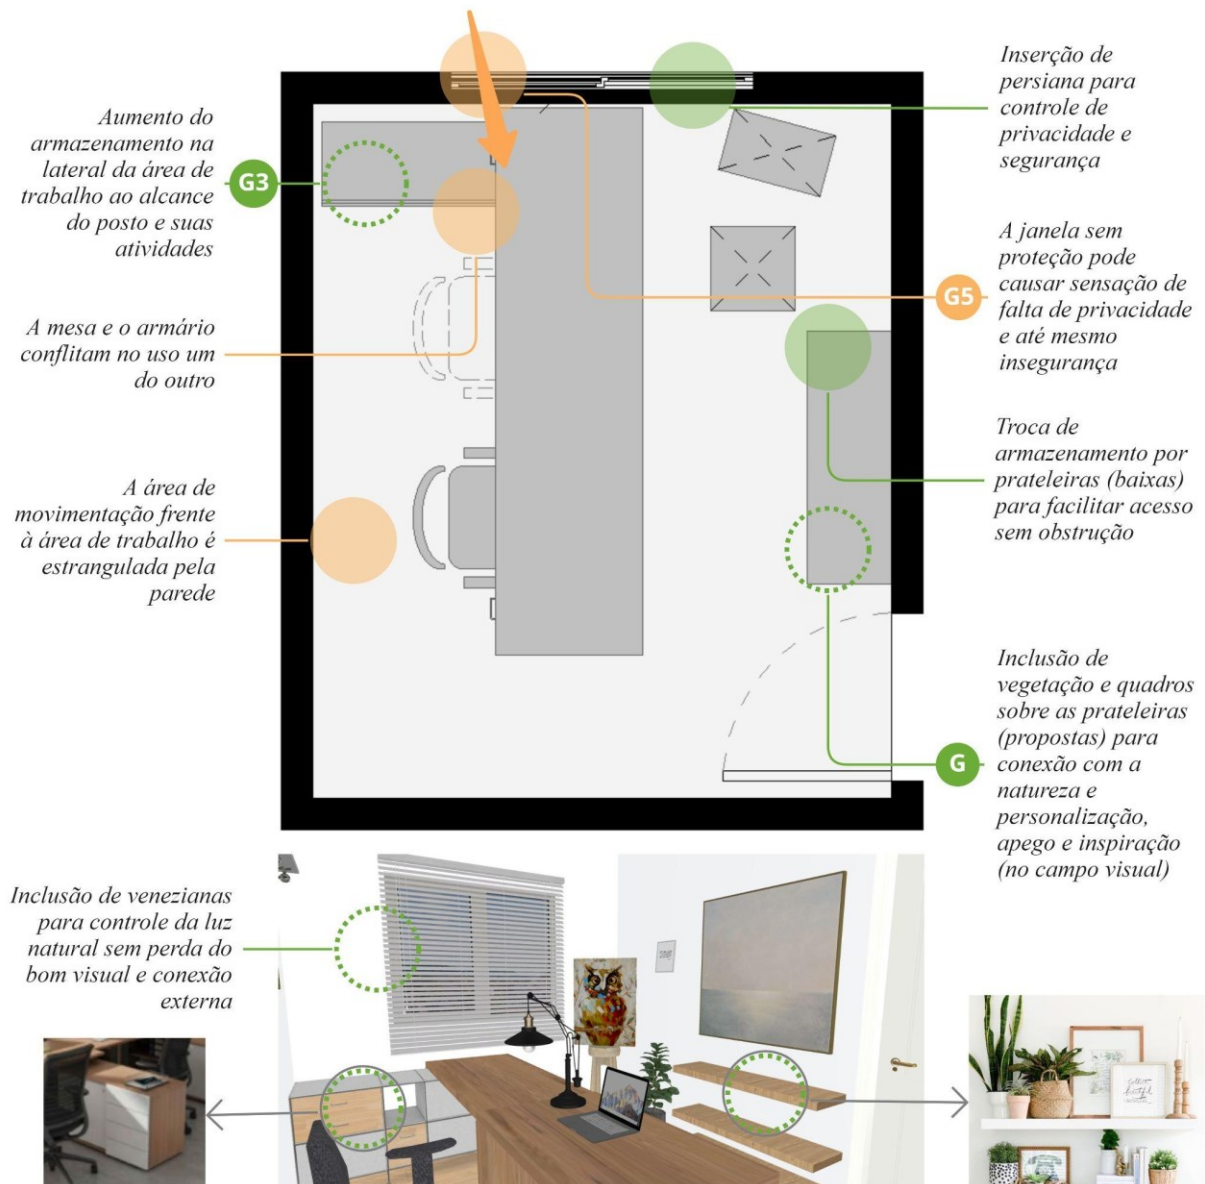 Aumento do
armazenamento na
lateral da área de
trabalho ao alcance
do posto e suas
atividades
G3
A mesa e o armário
conflitam no uso um
do outro
A área de
movimentação frente
à área de trabalho é
estrangulada pela
parede
Inserção de
persiana para
controle de
privacidade e
segurança
G5
A janela sem
proteção pode
causar sensação de
falta de privacidade
e até mesmo
insegurança
Troca de
armazenamento por
prateleiras (baixas)
para facilitar acesso
sem obstrução
G
Inclusão de
vegetação e quadros
sobre as prateleiras
(propostas) para
conexão com a
natureza e
personalização,
apego e inspiração
(no campo visual)
Inclusão de venezianas
para controle da luz
natural sem perda do
bom visual e conexão
externa